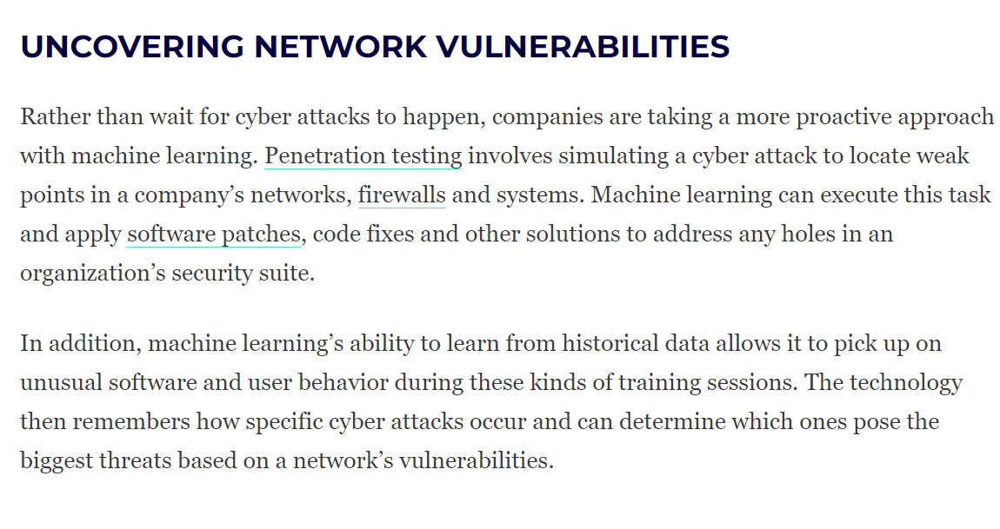 UNCOVERING NETWORK VULNERABILITIES
Rather than wait for cyber attacks to happen, companies are taking a more proactive approach
with machine learning. Penetration testing involves simulating a cyber attack to locate weak
points in a company’s networks, firewalls and systems. Machine learning can execute this task
and apply software patches, code fixes and other solutions to address any holes in an
organization’s security suite.
In addition, machine learning’s ability to learn from historical data allows it to pick up on
unusual software and user behavior during these kinds of training sessions. The technology
then remembers how specific cyber attacks occur and can determine which ones pose the
biggest threats based on a network’s vulnerabilities.